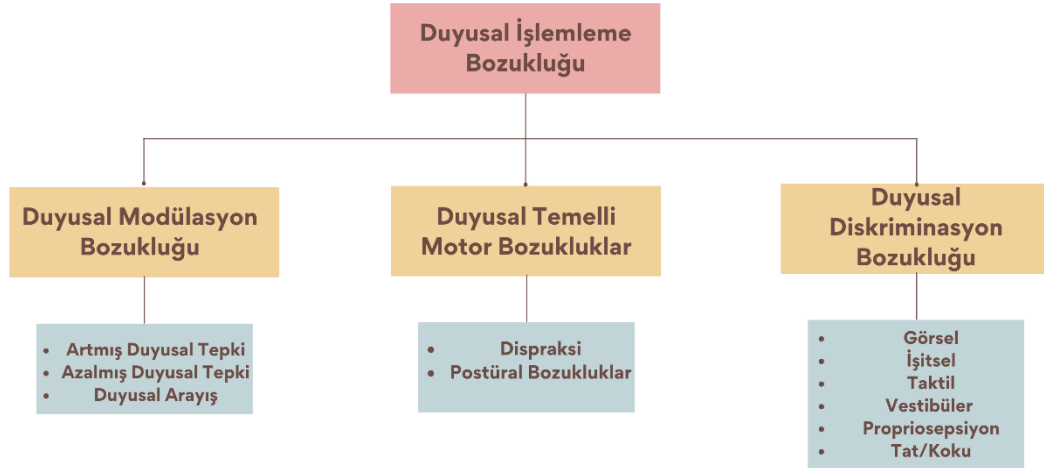 Duyusal İşlemleme
Bozukluğu
Duyusal Modülasyon
Bozukluğu
Duyusal Temelli
Motor Bozukluklar
Duyusal
Diskriminasyon
Bozukluğu
• Artmış Duyusal Tepki
• Azalmış Duyusal Tepki
• Duyusal Arayış
• Dispraksi
• Postüral Bozukluklar
• Görsel
• İşitsel
• Taktil
• Vestibüler
• Propriosepsiyon
• Tat/Koku